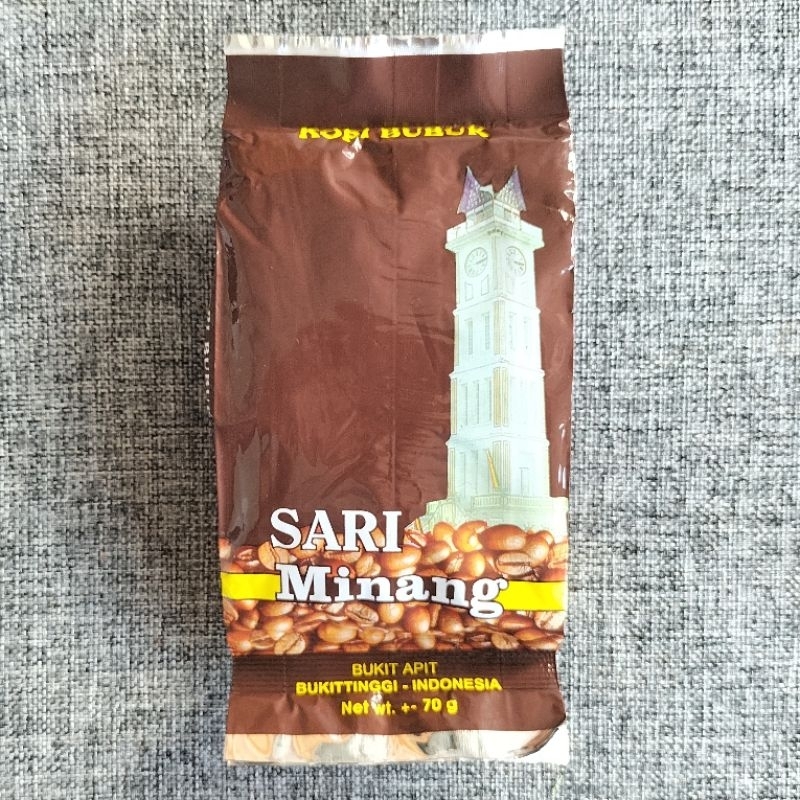 KOPI BUBUK
SARI
Minang
BUKIT APIT
BUKITTINGGI - INDONESIA
Net wt. +- 70 g